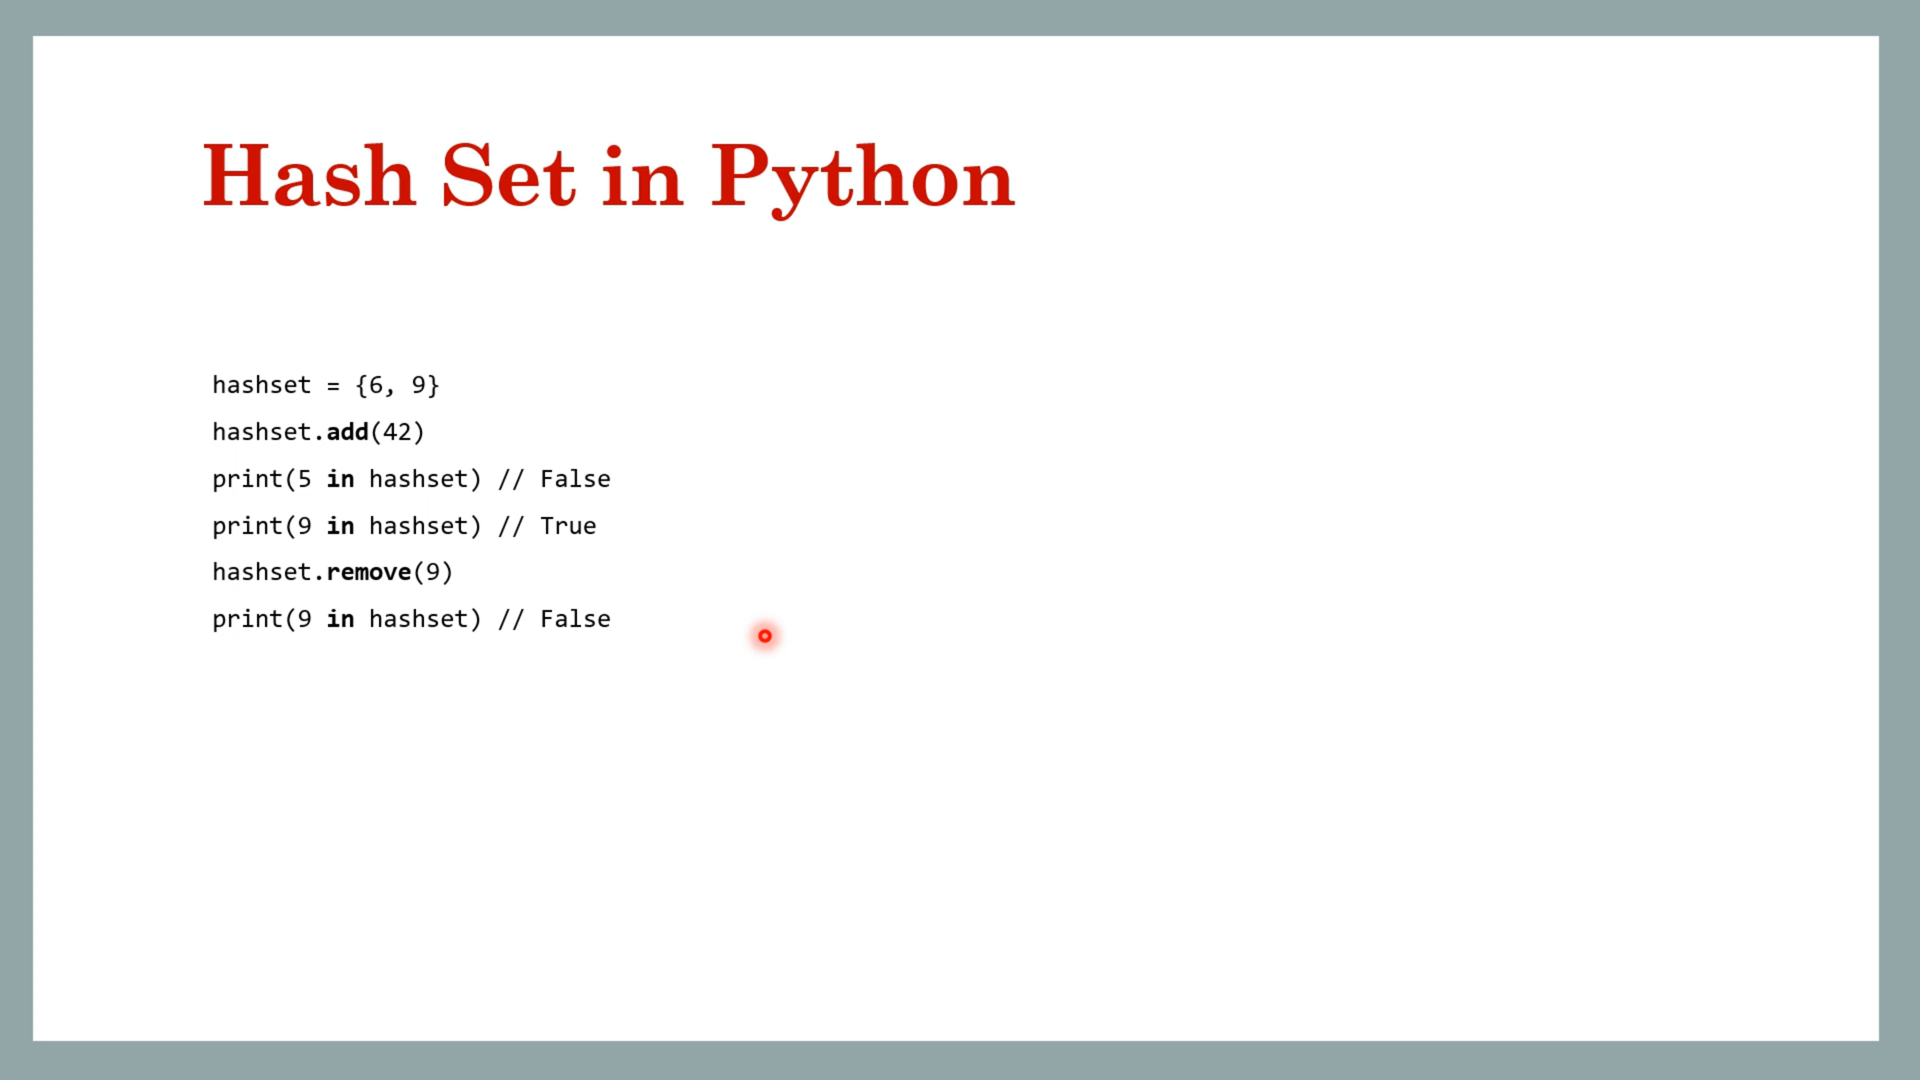 Hash Set in Python
hashset = {6, 9}
hashset.add(42)
print(5 in hashset) // False
print(9 in hashset) // True
hashset.remove(9)
print(9 in hashset) // False